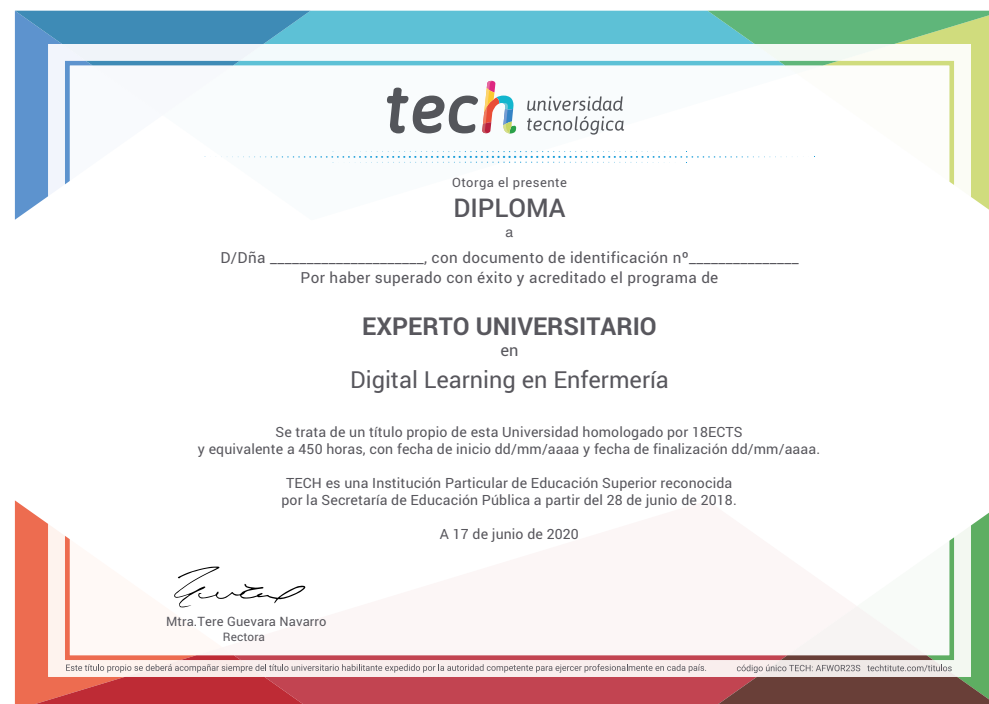 tech universidad
tecnológica
Otorga el presente
DIPLOMA
a
D/Dña _____________________, con documento de identificación nº_______________
Por haber superado con éxito y acreditado el programa de
EXPERTO UNIVERSITARIO
en
Digital Learning en Enfermería
Se trata de un título propio de esta Universidad homologado por 18ECTS
y equivalente a 450 horas, con fecha de inicio dd/mm/aaaa y fecha de finalización dd/mm/aaaa.
TECH es una Institución Particular de Educación Superior reconocida
por la Secretaría de Educación Pública a partir del 28 de junio de 2018.
A 17 de junio de 2020
Mtra.Tere Guevara Navarro
Rectora
Este título propio se deberá acompañar siempre del título universitario habilitante expedido por la autoridad competente para ejercer profesionalmente en cada país. código único TECH: AFWOR23S techtitute.com/títulos